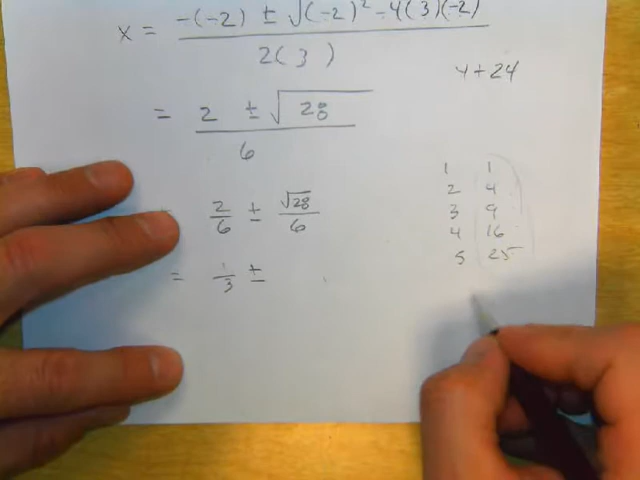 x = -(-2) ± √(-2)² - 4(3)(-2)
2(3)
4+24
= 2 ± √28
6
2/6 ± √28/6
= 1/3 ±
1 1
2 4
3 9
4 16
5 25